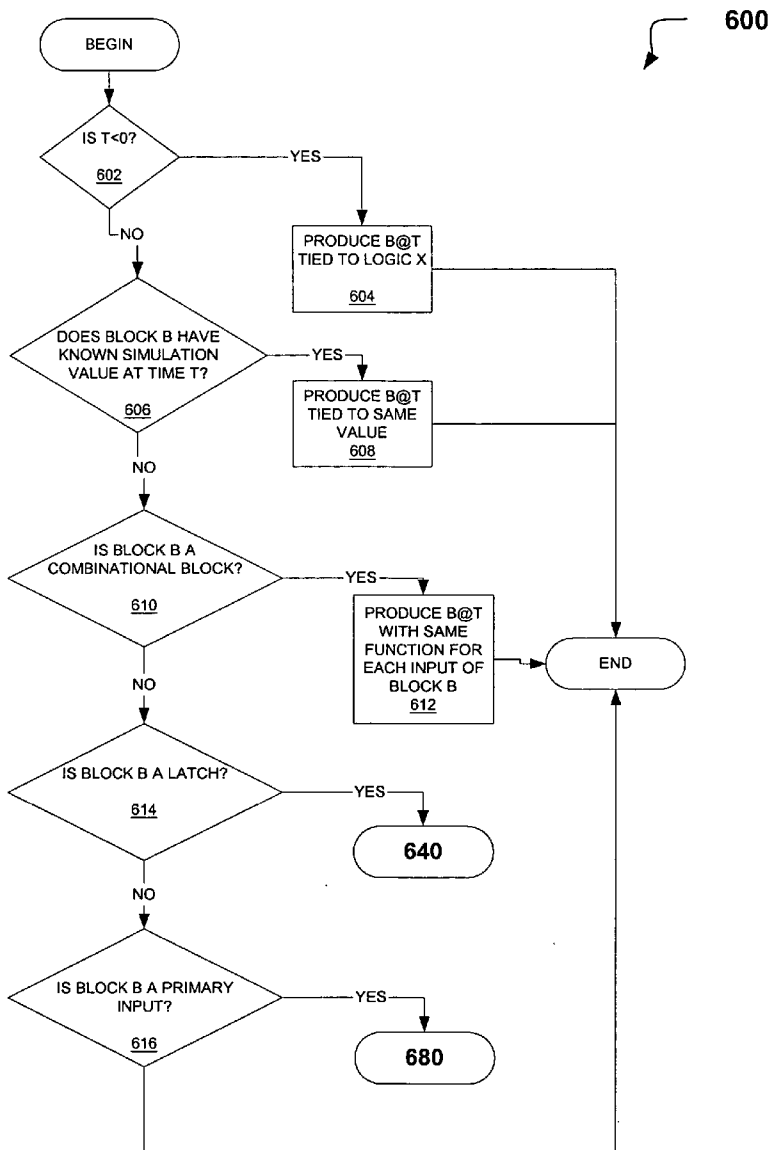 600
BEGIN
IS T<0?
602
YES
NO
PRODUCE B@T
TIED TO LOGIC X
604
DOES BLOCK B HAVE
KNOWN SIMULATION
VALUE AT TIME T?
606
YES
PRODUCE B@T
TIED TO SAME
VALUE
608
NO
IS BLOCK B A
COMBINATIONAL BLOCK?
610
YES
PRODUCE B@T
WITH SAME
FUNCTION FOR
EACH INPUT OF
BLOCK B
612
END
NO
IS BLOCK B A LATCH?
614
YES
640
NO
IS BLOCK B A PRIMARY
INPUT?
616
YES
680